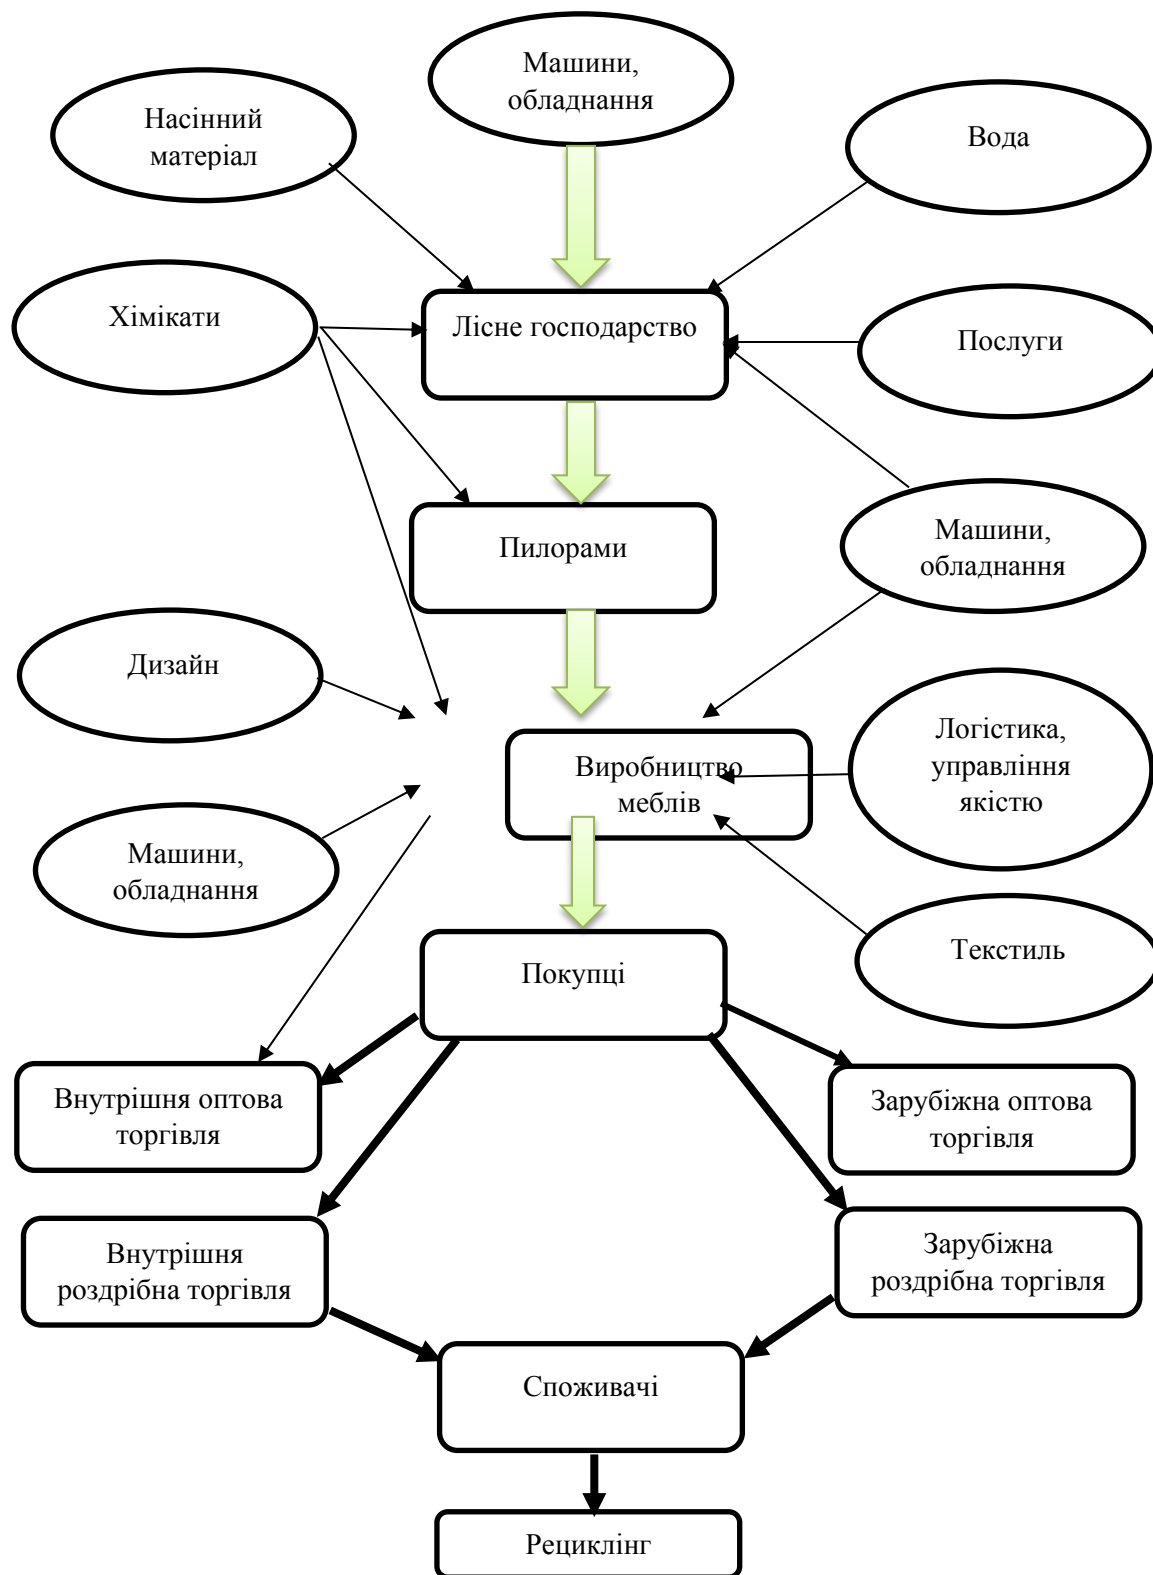 Машини,
обладнання
Насінний
матеріал
Вода
Хімікати
Лісне господарство
Послуги
Пилорами
Машини,
обладнання
Дизайн
Виробництво
меблів
Логістика,
управління
якістю
Машини,
обладнання
Текстиль
Покупці
Внутрішня оптова
торгівля
Зарубіжна оптова
торгівля
Внутрішня
роздрібна торгівля
Зарубіжна
роздрібна торгівля
Споживачі
Рециклінг